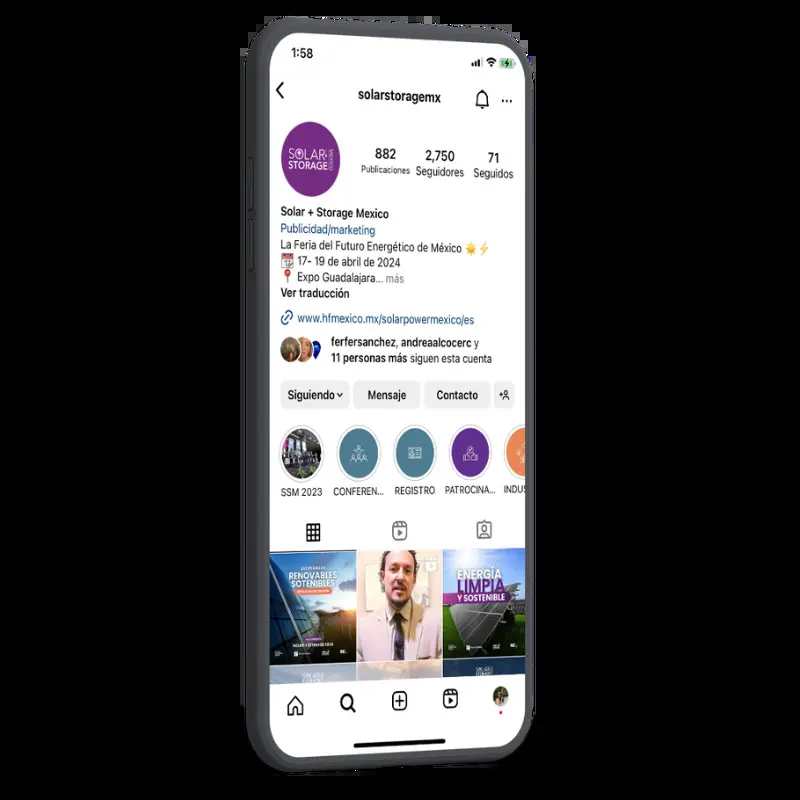 1:58
solarstoragemx
SOLAR+
STORAGE
MEXICO
882
2,750
71
Publicaciones
Seguidores
Seguidos
Solar + Storage Mexico
Publicidad/marketing
La Feria del Futuro Energético de México
17- 19 de abril de 2024
Expo Guadalajara... más
Ver traducción
www.hfmexico.mx/solarpowermexico/es
ferfersanchez, andreaalcocerc y
11 personas más siguen esta cuenta
Siguiendo
Mensaje
Contacto
SSM 2023
CONFEREN...
REGISTRO
PATROCINA...
INDUS
RENOVABLES
SOTENIBLES
ENERGÍA
LIMPIA
Y SOSTENIBLE